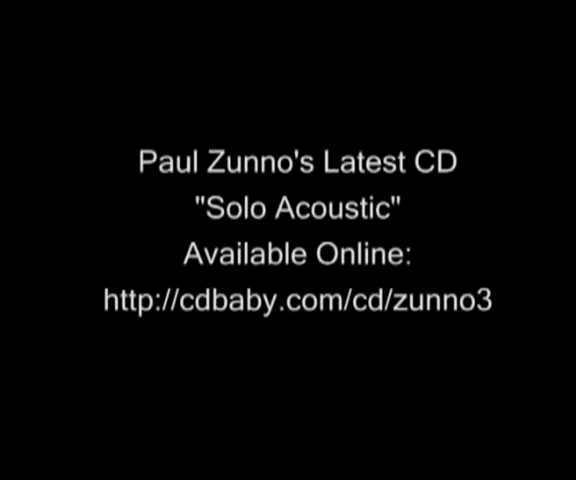 Paul Zunno's Latest CD
"Solo Acoustic"
Available Online:
http://cdbaby.com/cd/zunno3